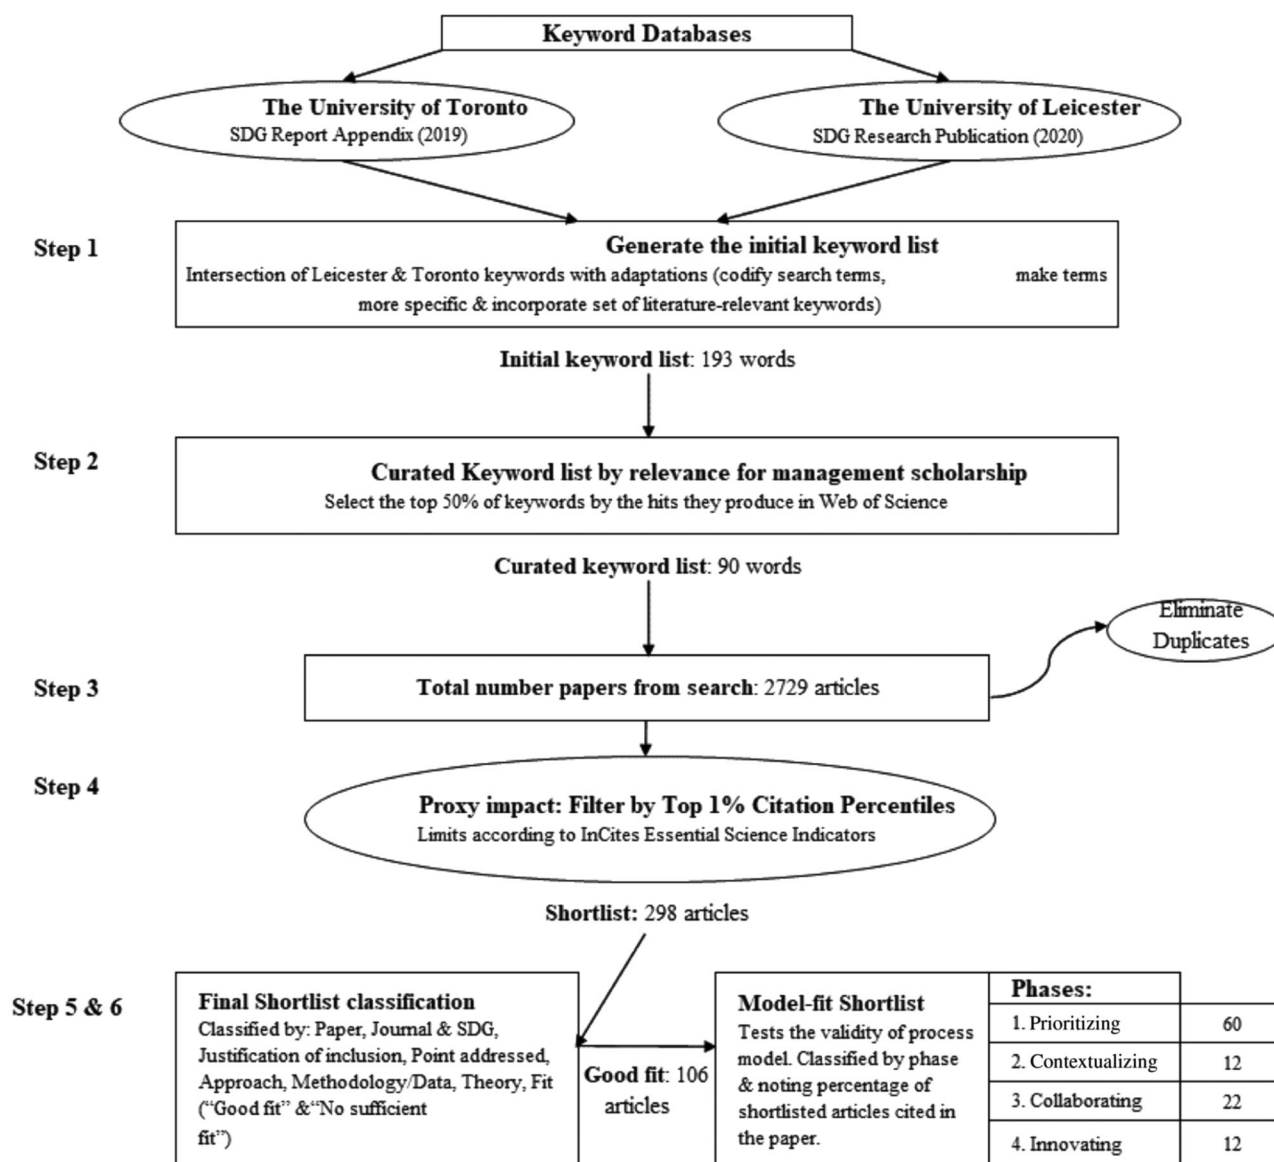 Keyword Databases
The University of Toronto
SDG Report Appendix (2019)
The University of Leicester
SDG Research Publication (2020)
Step 1
Generate the initial keyword list
Intersection of Leicester & Toronto keywords with adaptations (codify search terms, make terms
more specific & incorporate set of literature-relevant keywords)
Initial keyword list: 193 words
Step 2
Curated Keyword list by relevance for management scholarship
Select the top 50% of keywords by the hits they produce in Web of Science
Curated keyword list: 90 words
Eliminate
Duplicates
Step 3
Total number papers from search: 2729 articles
Step 4
Proxy impact: Filter by Top 1% Citation Percentiles
Limits according to InCites Essential Science Indicators
Shortlist: 298 articles
Step 5 & 6
Final Shortlist classification
Classified by: Paper, Journal & SDG,
Justification of inclusion, Point addressed,
Approach, Methodology/Data, Theory, Fit
(“Good fit” &“No sufficient
fit”)
Good fit: 106
articles
Model-fit Shortlist
Tests the validity of process
model. Classified by phase
& noting percentage of
shortlisted articles cited in
the paper.
Phases:
1. Prioritizing 60
2. Contextualizing 12
3. Collaborating 22
4. Innovating 12